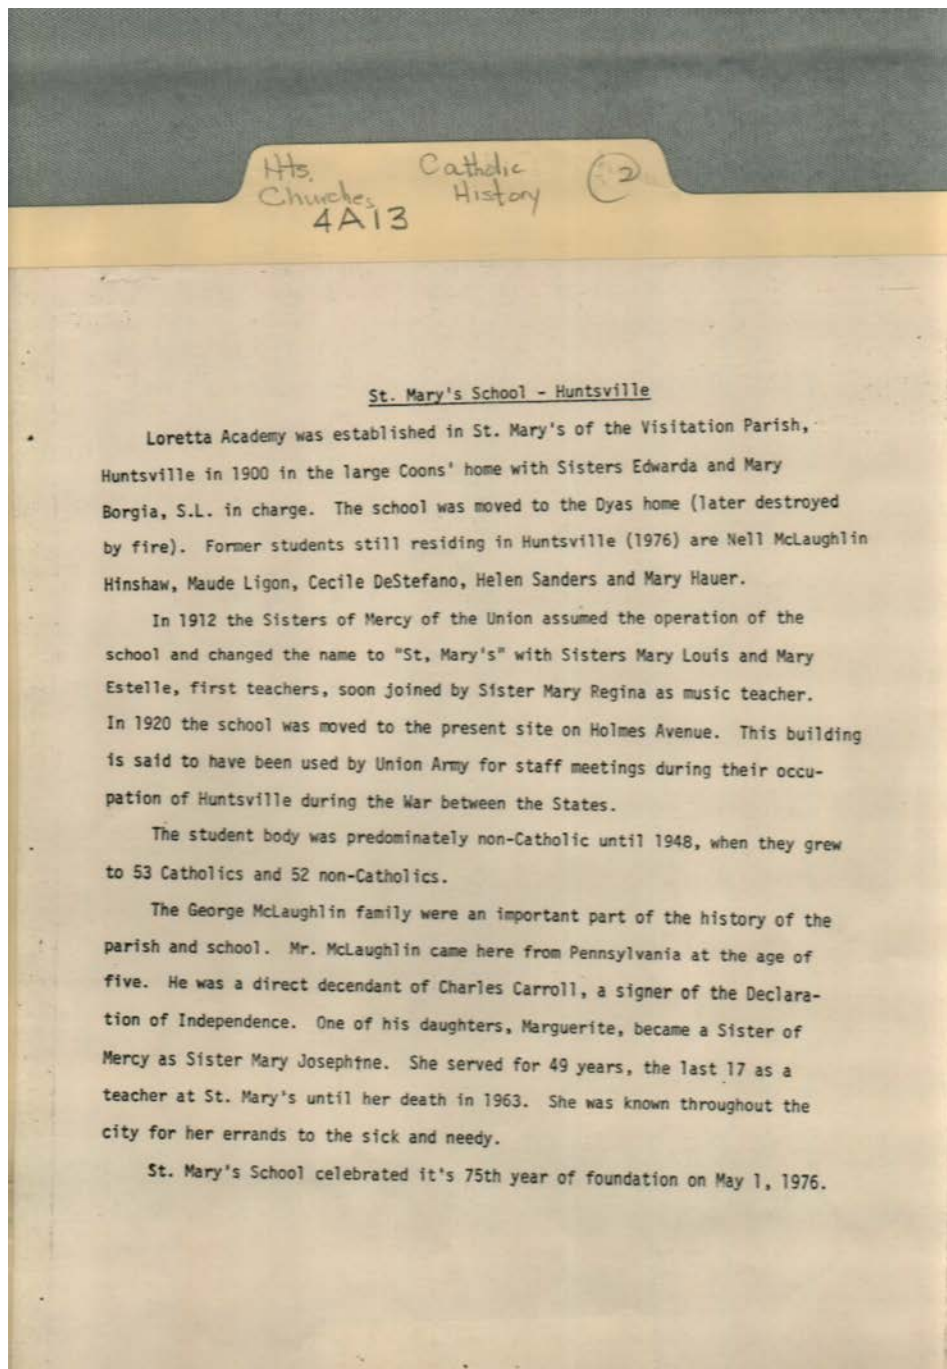 Hts. Catholic 2
Churches History
4A13
St. Mary's School - Huntsville
Loretta Academy was established in St. Mary's of the Visitation Parish,
Huntsville in 1900 in the large Coons' home with Sisters Edwarda and Mary
Borgia, S.L. in charge. The school was moved to the Dyas home (later destroyed
by fire). Former students still residing in Huntsville (1976) are Nell McLaughlin
Hinshaw, Maude Ligon, Cecile DeStefano, Helen Sanders and Mary Hauer.
In 1912 the Sisters of Mercy of the Union assumed the operation of the
school and changed the name to "St, Mary's" with Sisters Mary Louis and Mary
Estelle, first teachers, soon joined by Sister Mary Regina as music teacher.
In 1920 the school was moved to the present site on Holmes Avenue. This building
is said to have been used by Union Army for staff meetings during their occu-
pation of Huntsville during the War between the States.
The student body was predominately non-Catholic until 1948, when they grew
to 53 Catholics and 52 non-Catholics.
The George McLaughlin family were an important part of the history of the
parish and school. Mr. McLaughlin came here from Pennsylvania at the age of
five. He was a direct decendant of Charles Carroll, a signer of the Declara-
tion of Independence. One of his daughters, Marguerite, became a Sister of
Mercy as Sister Mary Josephine. She served for 49 years, the last 17 as a
teacher at St. Mary's until her death in 1963. She was known throughout the
city for her errands to the sick and needy.
St. Mary's School celebrated it's 75th year of foundation on May 1, 1976.